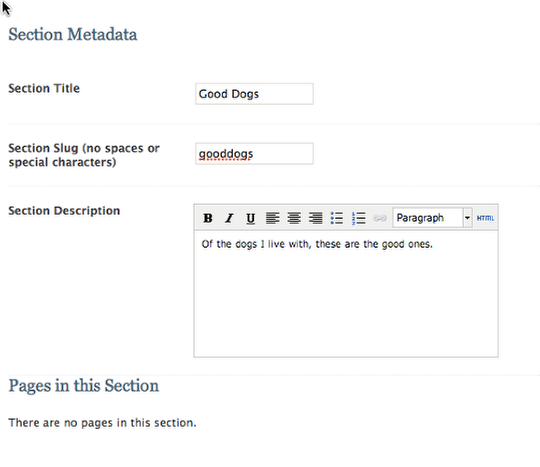 Section Metadata
Section Title
Good Dogs
Section Slug (no spaces or
special characters)
gooddogs
Section Description
B I U Paragraph HTML
Of the dogs I live with, these are the good ones.
Pages in this Section
There are no pages in this section.